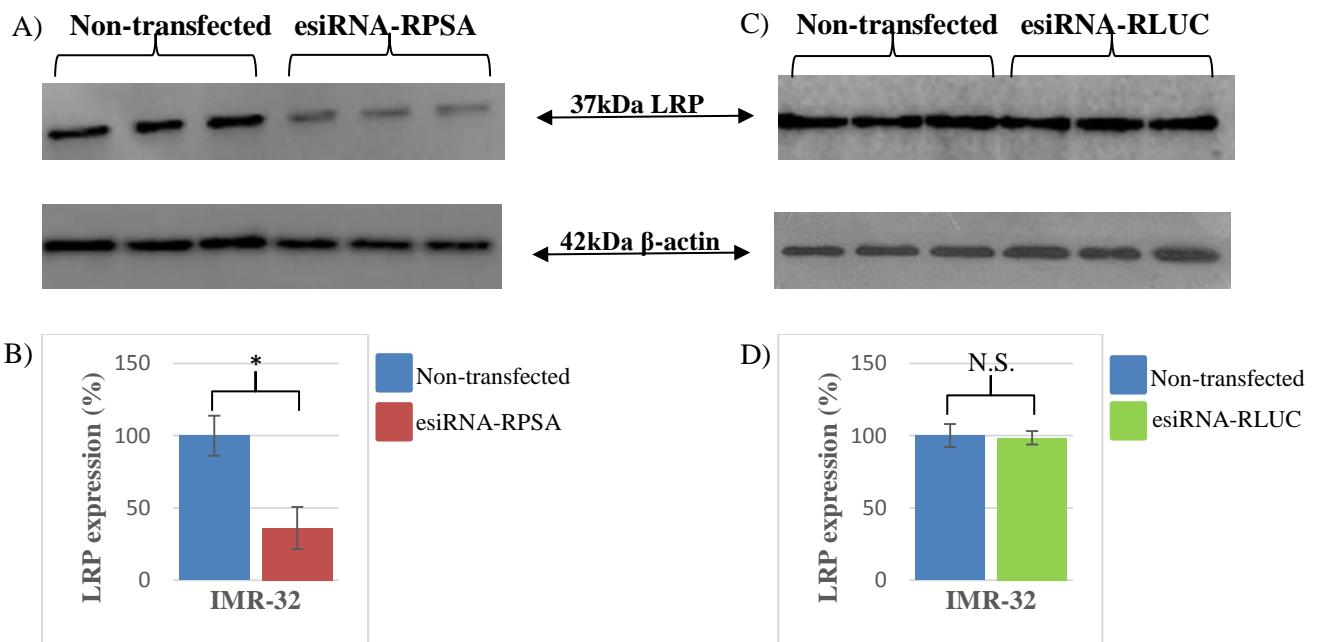 A)
Non-transfected esiRNA-RPSA
C)
Non-transfected esiRNA-RLUC
37kDa LRP
42kDa β-actin
B)
LRP expression (%)
150
100
50
0
*
IMR-32
Non-transfected
esiRNA-RPSA
D)
LRP expression (%)
150
100
50
0
N.S.
IMR-32
Non-transfected
esiRNA-RLUC